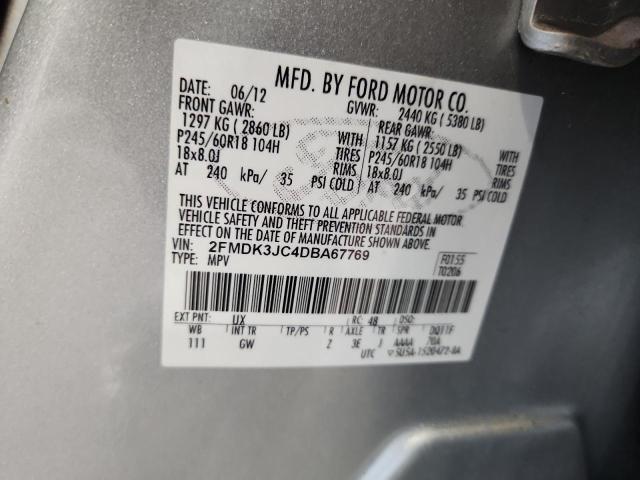 MFD. BY FORD MOTOR CO.
DATE: 06/12 GVWR: 2440 KG ( 5380 LB)
FRONT GAWR: REAR GAWR:
1297 KG ( 2860 LB) 1157 KG ( 2550 LB)
P245/60R18 104H WITH TIRES P245/60R18 104H WITH TIRES
18x8.0J RIMS 18x8.0J RIMS
AT 240 kPa/ 35 PSI COLD AT 240 kPa/ 35 PSI COLD
THIS VEHICLE CONFORMS TO ALL APPLICABLE FEDERAL MOTOR
VEHICLE SAFETY AND THEFT PREVENTION STANDARDS IN
EFFECT ON THE DATE OF MANUFACTURE SHOWN ABOVE.
VIN: 2FMDK3JC4DBA67769 F0155
TYPE: MPV T0206
EXT PNT: UX RC: 48 DSO:
WB INT TR TP/PS R AXLE TR SPR
111 GW Z 3E J AAAA
UTC